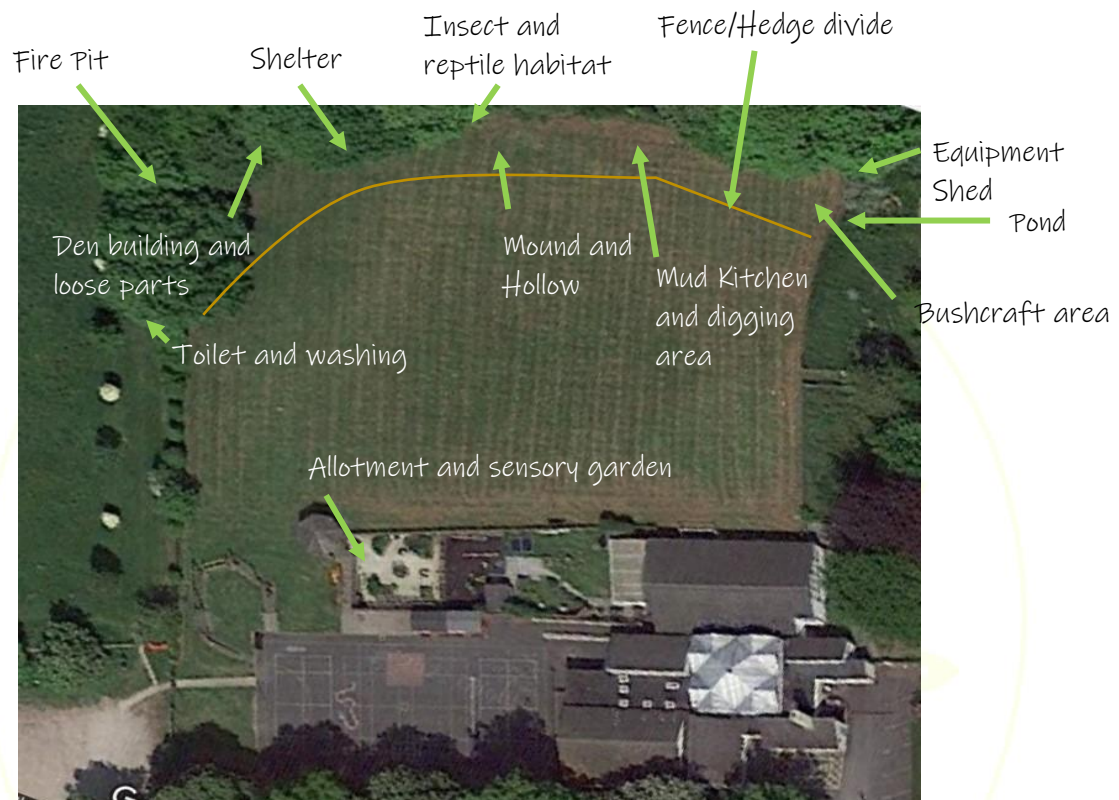 Insect and
reptile habitat
Fence/Hedge divide
Fire Pit
Shelter
Equipment
Shed
Pond
Den building and
loose parts
Mound and
Hollow
Mud Kitchen
and digging
area
Bushcraft area
Toilet and washing
Allotment and sensory garden
G